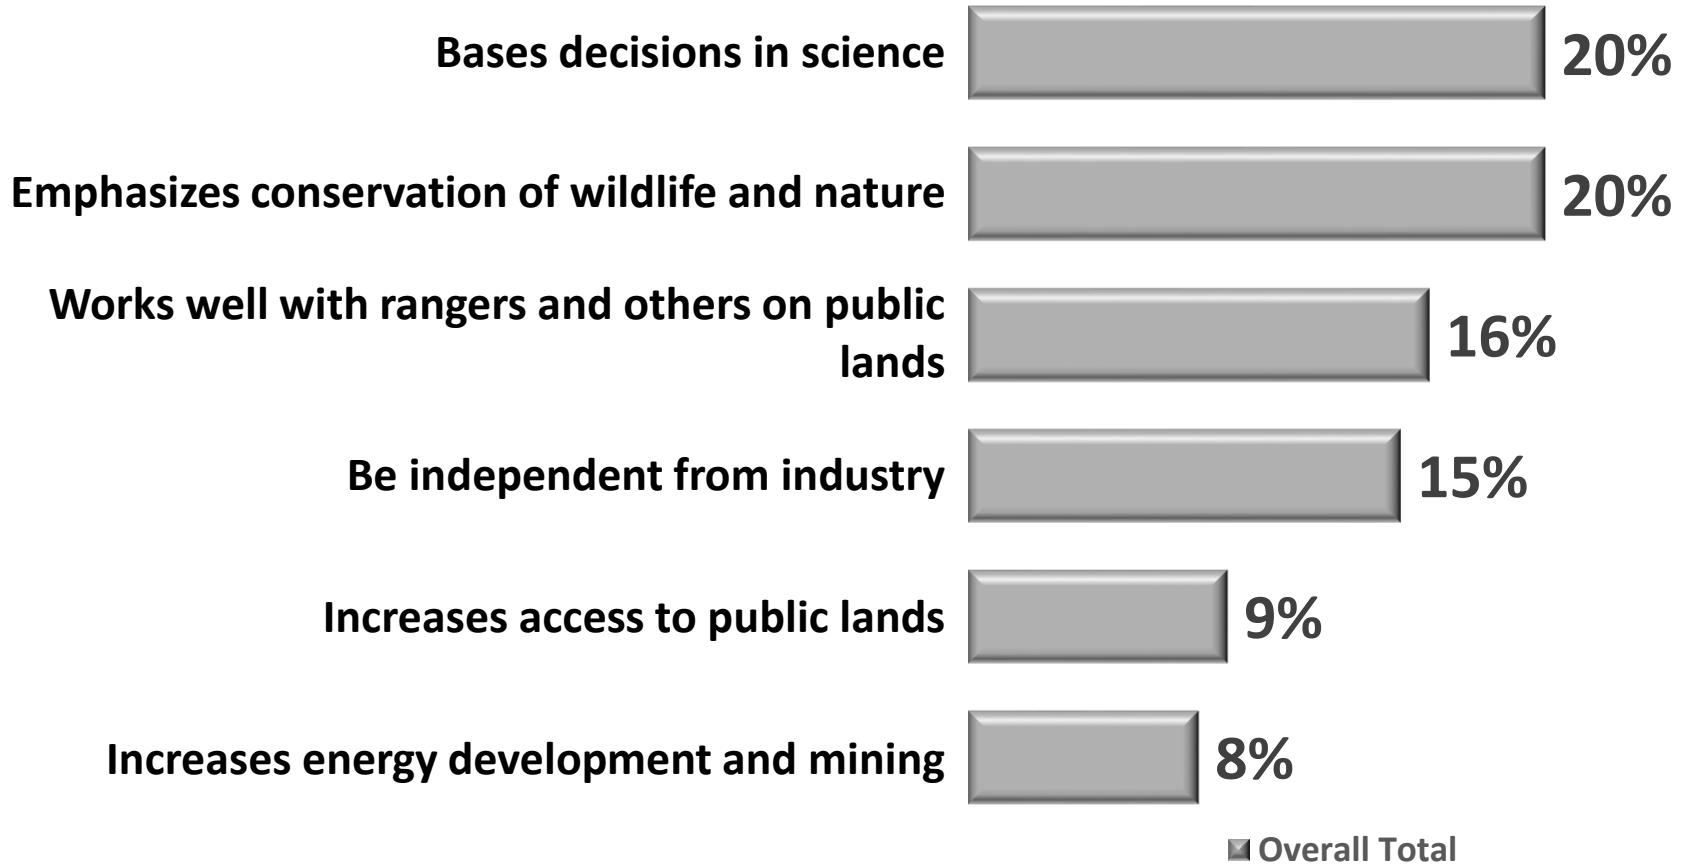 Bases decisions in science 20%
Emphasizes conservation of wildlife and nature 20%
Works well with rangers and others on public
lands 16%
Be independent from industry 15%
Increases access to public lands 9%
Increases energy development and mining 8%
Overall Total